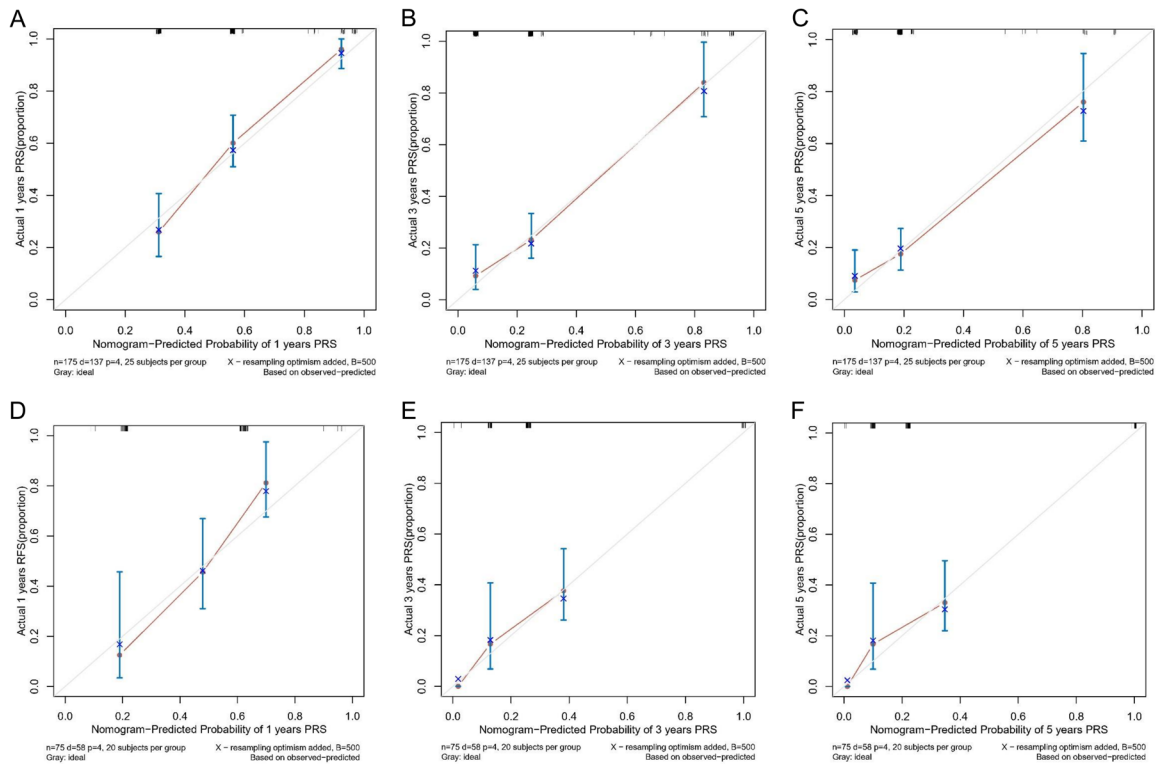 A
Actual 1 years PRS(proportion)
1.0
0.8
0.6
0.4
0.2
0.0
0.0 0.2 0.4 0.6 0.8 1.0
Nomogram−Predicted Probability of 1 years PRS
n=175 d=137 p=4, 25 subjects per group X − resampling optimism added, B=500
Gray: ideal Based on observed−predicted
B
Actual 3 years PRS(proportion)
1.0
0.8
0.6
0.4
0.2
0.0
0.0 0.2 0.4 0.6 0.8 1.0
Nomogram−Predicted Probability of 3 years PRS
n=175 d=137 p=4, 25 subjects per group X − resampling optimism added, B=500
Gray: ideal Based on observed−predicted
C
Actual 5 years PRS(proportion)
1.0
0.8
0.6
0.4
0.2
0.0
0.0 0.2 0.4 0.6 0.8 1.0
Nomogram−Predicted Probability of 5 years PRS
n=175 d=137 p=4, 25 subjects per group X − resampling optimism added, B=500
Gray: ideal Based on observed−predicted
D
Actual 1 years RFS(proportion)
1.0
0.8
0.6
0.4
0.2
0.0
0.0 0.2 0.4 0.6 0.8 1.0
Nomogram−Predicted Probability of 1 years PRS
n=75 d=58 p=4, 20 subjects per group X − resampling optimism added, B=500
Gray: ideal Based on observed−predicted
E
Actual 3 years PRS(proportion)
1.0
0.8
0.6
0.4
0.2
0.0
0.0 0.2 0.4 0.6 0.8 1.0
Nomogram−Predicted Probability of 3 years PRS
n=75 d=58 p=4, 20 subjects per group X − resampling optimism added, B=500
Gray: ideal Based on observed−predicted
F
Actual 5 years PRS(proportion)
1.0
0.8
0.6
0.4
0.2
0.0
0.0 0.2 0.4 0.6 0.8 1.0
Nomogram−Predicted Probability of 5 years PRS
n=75 d=58 p=4, 20 subjects per group X − resampling optimism added, B=500
Gray: ideal Based on observed−predicted